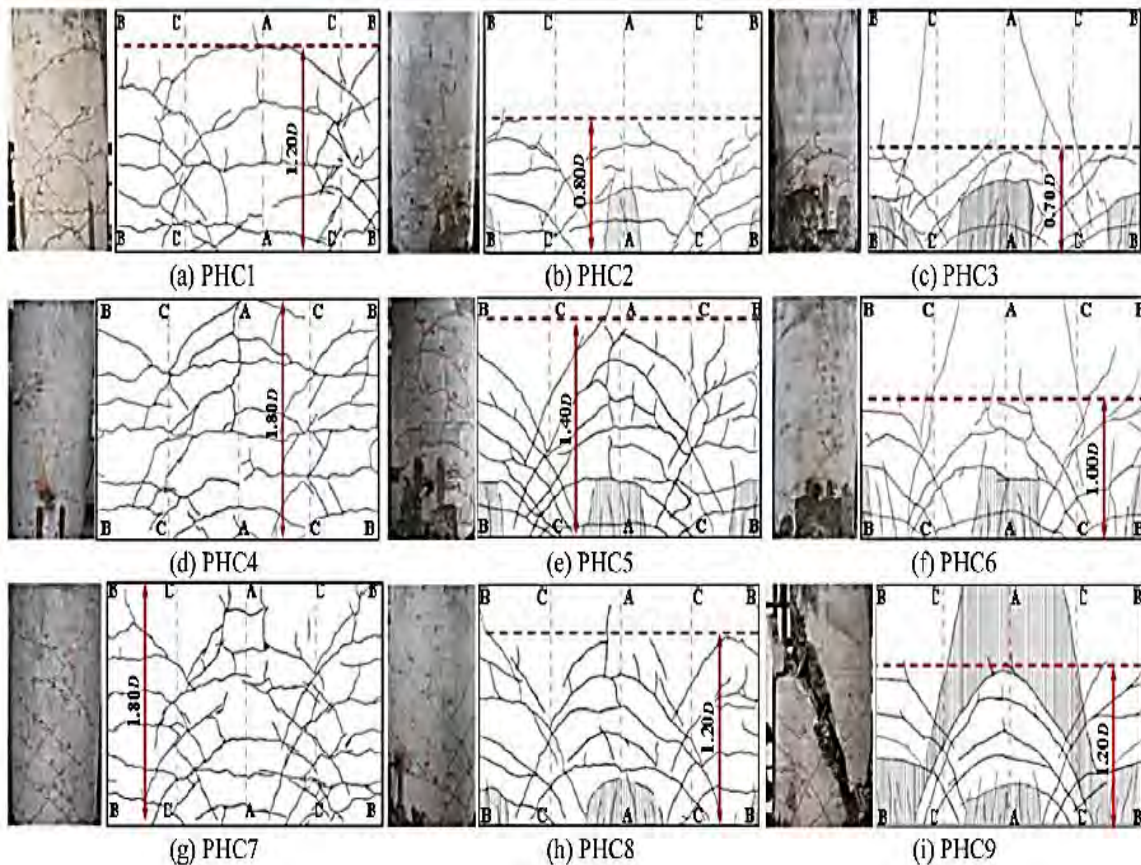 B C A C B
1.20D
B C A C B
(a) PHC1
B C A C B
0.80D
B C A C B
(b) PHC2
B C A C B
0.70D
B C A C B
(c) PHC3
B C A C B
1.80D
B C A C B
(d) PHC4
B C A C B
1.40D
B C A C B
(e) PHC5
B C A C B
1.00D
B C A C B
(f) PHC6
B C A C B
1.80D
B C A C B
(g) PHC7
B C A C B
1.20D
B C A C B
(h) PHC8
B C A C B
1.20D
B C A C B
(i) PHC9